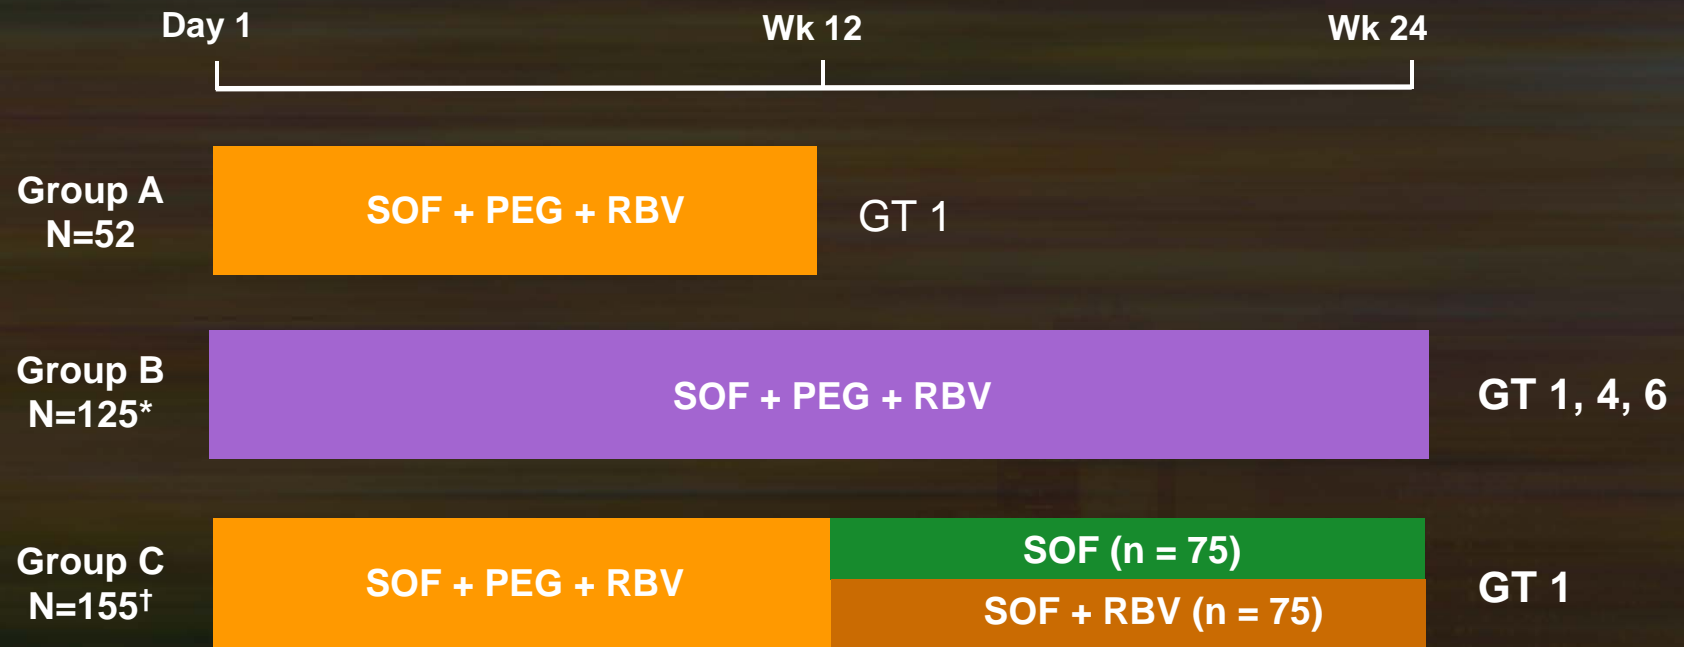 Day 1
Wk 12
Wk 24
Group A
N=52
SOF + PEG + RBV
GT 1
Group B
N=125*
SOF + PEG + RBV
GT 1, 4, 6
Group C
N=155†
SOF + PEG + RBV
SOF (n = 75)
SOF + RBV (n = 75)
GT 1